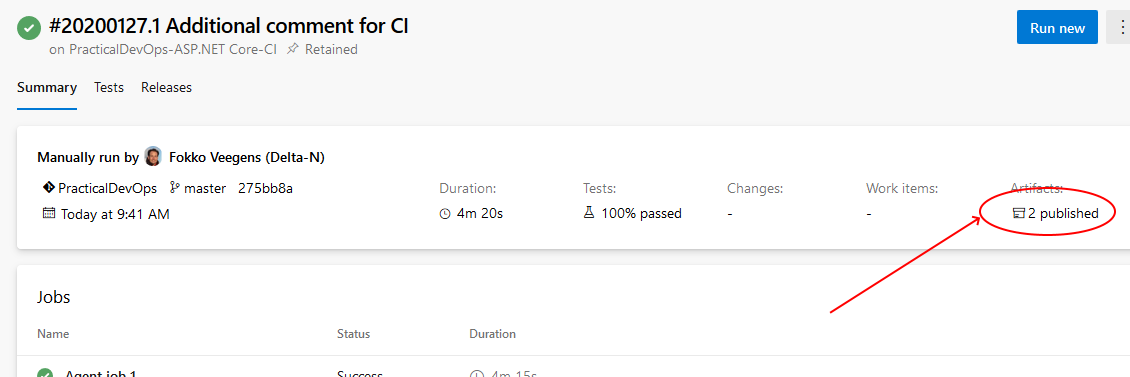 #20200127.1 Additional comment for CI
on PracticalDevOps-ASP.NET Core-CI Retained
Run new
Summary Tests Releases
Manually run by Fokko Veegens (Delta-N)
PracticalDevOps master 275bb8a Duration: Tests: Changes: Work items: Artifacts:
Today at 9:41 AM 4m 20s 100% passed - - 2 published
Jobs
Name Status Duration
Agent job 1 Success 4m 15s